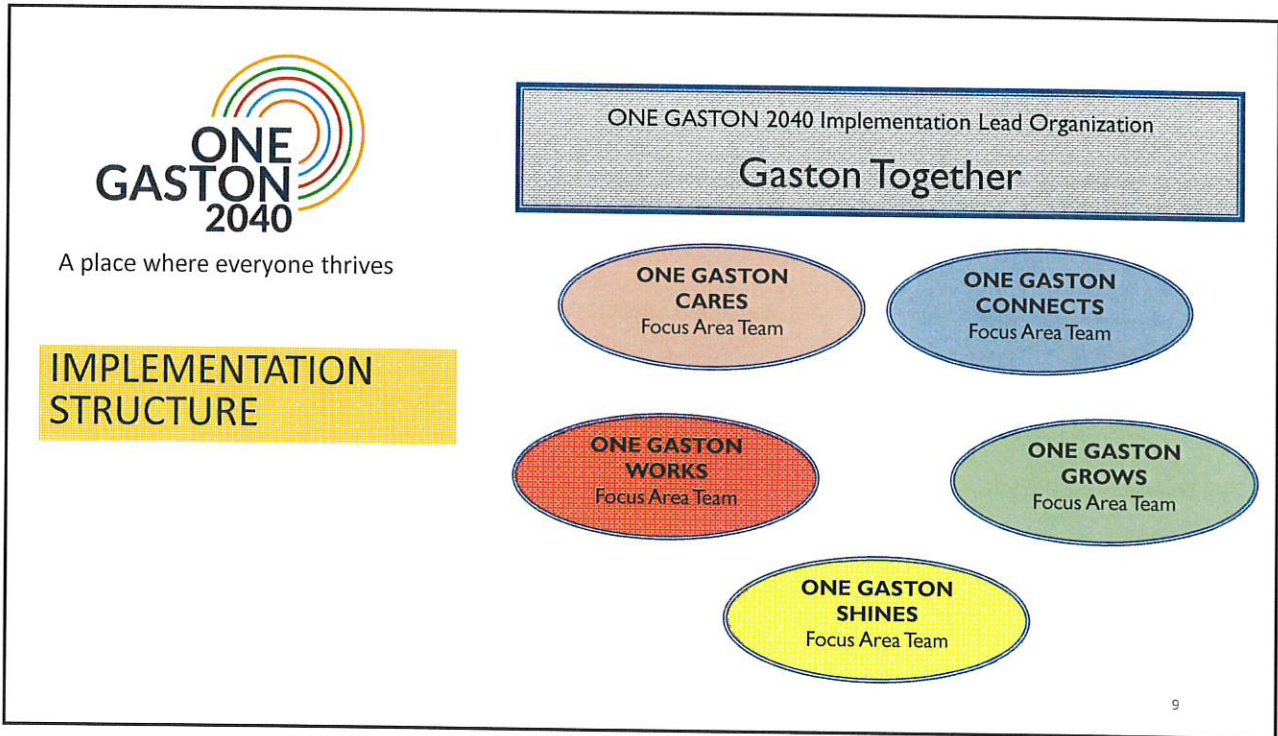 ONE
GASTON
2040
A place where everyone thrives
IMPLEMENTATION
STRUCTURE
ONE GASTON 2040 Implementation Lead Organization
Gaston Together
ONE GASTON
CARES
Focus Area Team
ONE GASTON
CONNECTS
Focus Area Team
ONE GASTON
WORKS
Focus Area Team
ONE GASTON
GROWS
Focus Area Team
ONE GASTON
SHINES
Focus Area Team
9